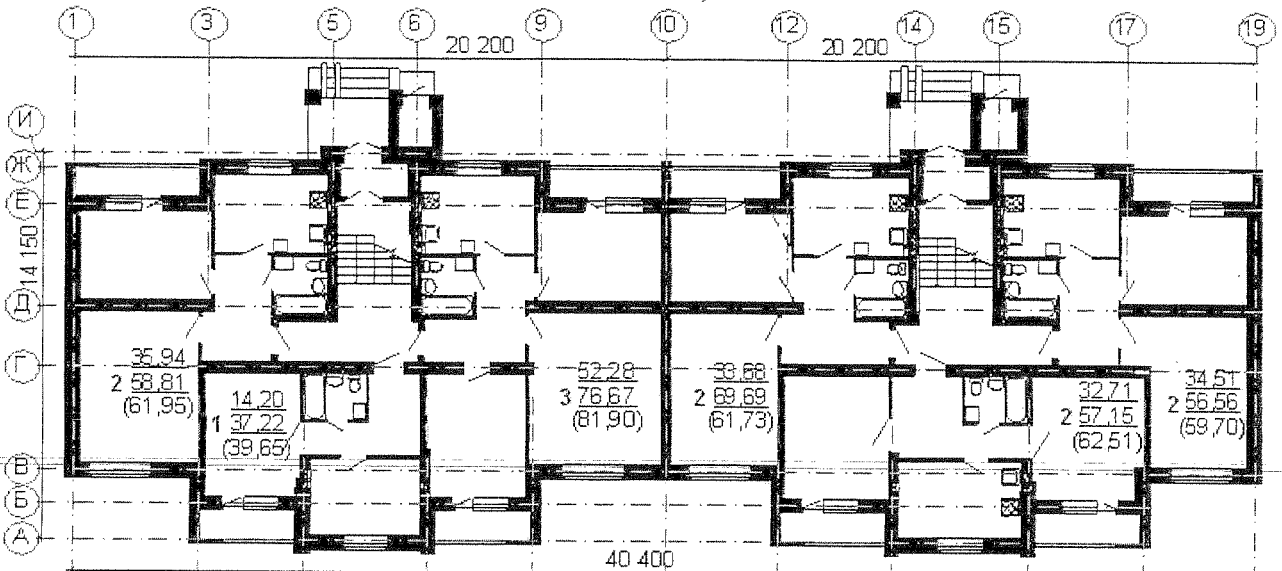 1 3 5 6 9 10 12 14 15 17 19
20 200 20 200
И
Ж
Е
14 150
Д
Г
35,94
2 58,81
(61,95)
14,20
1 37,22
(39,65)
52,28
3 76,67
(81,90)
33,68
2 69,69
(61,73)
32,71
2 57,15
(62,51)
34,51
2 56,56
(59,70)
В
Б
А
40 400